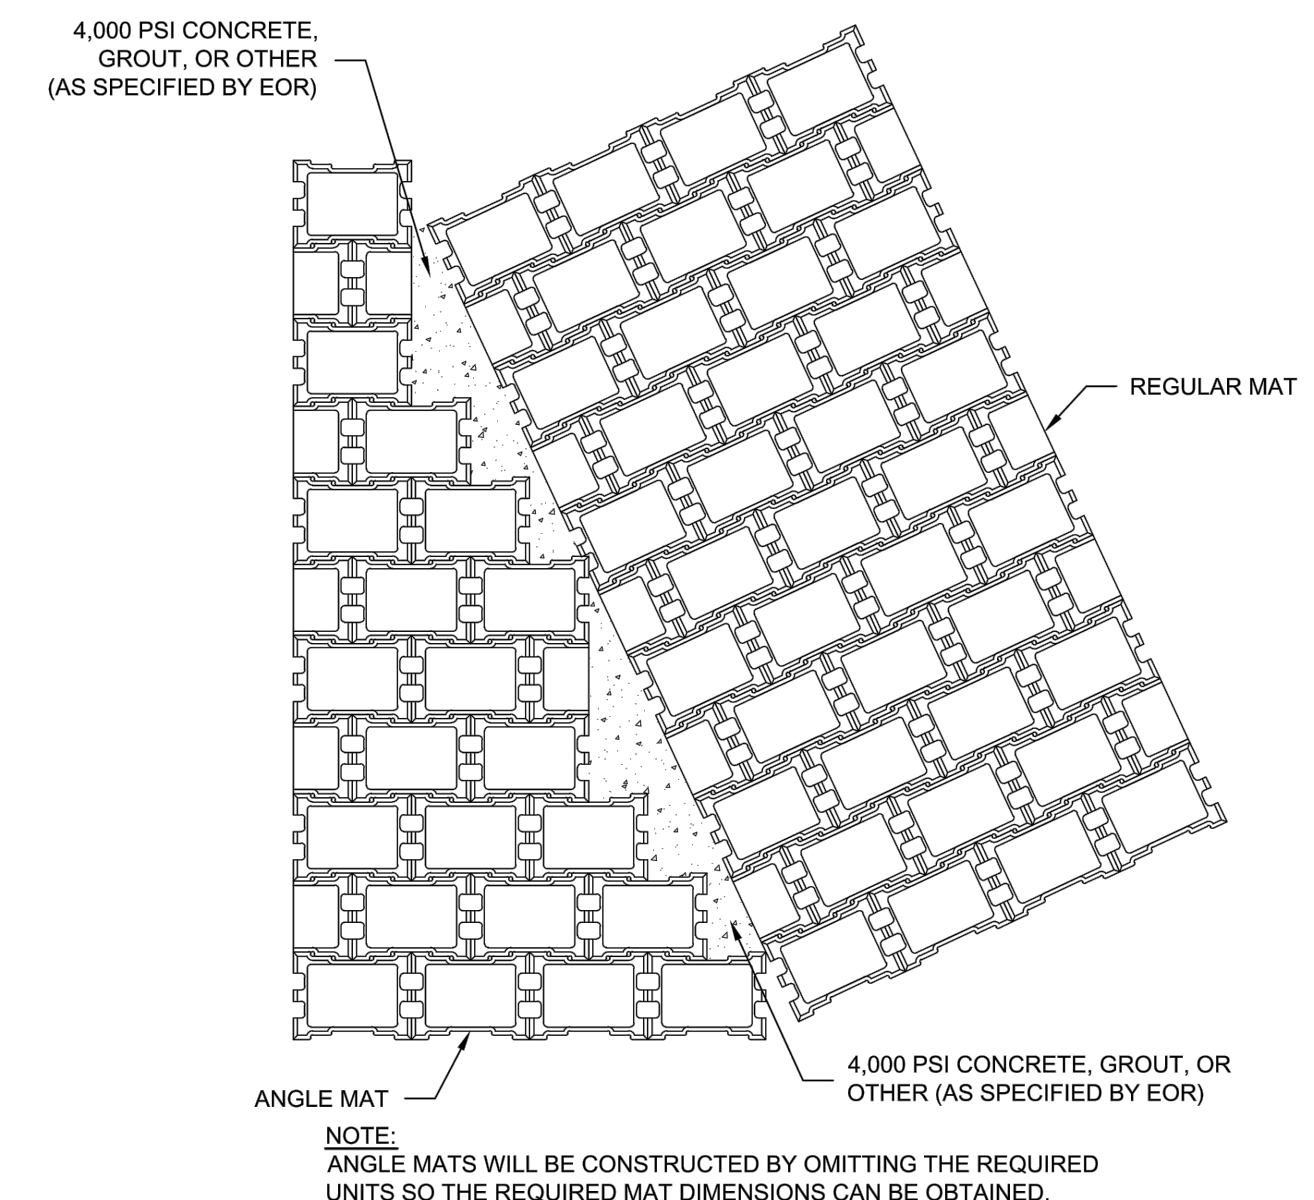 4,000 PSI CONCRETE,
GROUT, OR OTHER
(AS SPECIFIED BY EOR)
REGULAR MAT
4,000 PSI CONCRETE, GROUT, OR
OTHER (AS SPECIFIED BY EOR)
ANGLE MAT
NOTE:
ANGLE MATS WILL BE CONSTRUCTED BY OMITTING THE REQUIRED
UNITS SO THE REQUIRED MAT DIMENSIONS CAN BE OBTAINED.